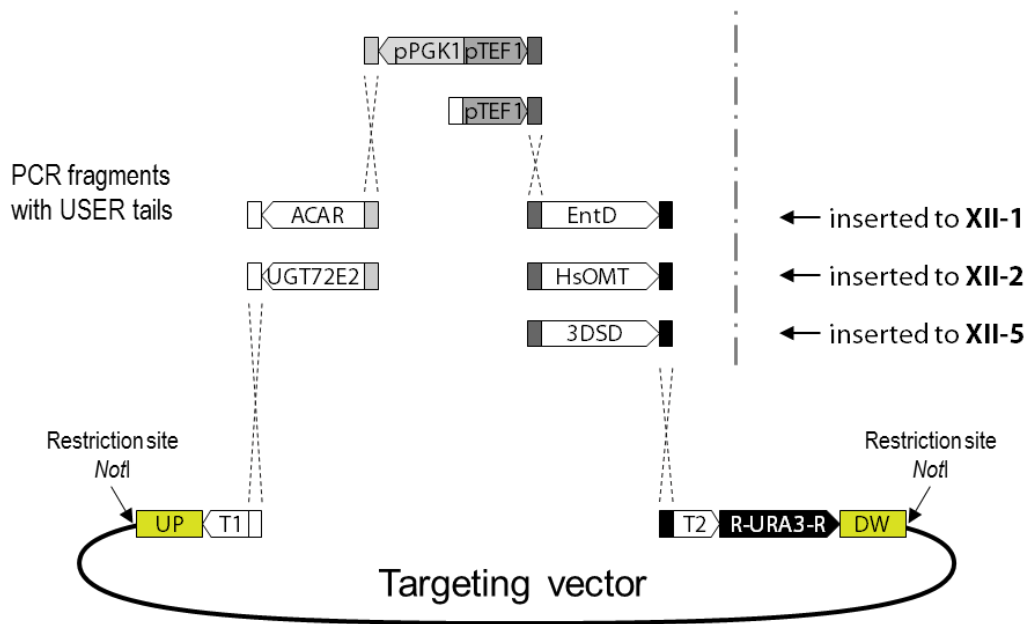 pPGK1 pTEF1
pTEF1
PCR fragments
with USER tails
ACAR EntD ← inserted to XII-1
UGT72E2 HsOMT ← inserted to XII-2
3DSD ← inserted to XII-5
Restriction site
NotI
Restriction site
NotI
UP T1 T2 R-URA3-R DW
Targeting vector